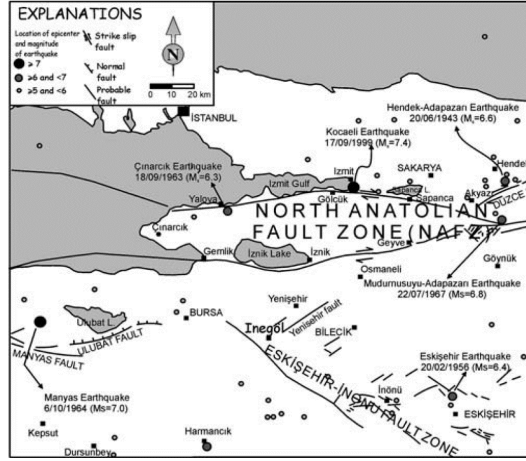 EXPLANATIONS
Location of epicenter
and magnitude
of earthquake
≥ 7
≥6 and <7
≥5 and <6
Strike slip
fault
Normal
fault
Probable
fault
N
0 10 20 km
İSTANBUL
Hendek-Adapazarı Earthquake
20/06/1943 (Ms=6.6)
Kocaeli Earthquake
17/09/1999 (M=7.4)
Çınarcık Earthquake
18/09/1963 (Ms=6.3)
Izmit Gulf
Izmit
SAKARYA
Hendek
Yalova
Gölcük
Sapanca L.
Sapanca
Akyazı
DÜZCE
NORTH ANATOLIAN
FAULT ZONE (NAFZ)
Çınarcık
Gemlik
İznik Lake
İznik
Geyve
Osmaneli
Göynük
Mudurnusuyu-Adapazarı Earthquake
22/07/1967 (Ms=6.8)
Yenişehir
Ulubat L.
BURSA
İnegöl
Yenisehir fault
BİLECİK
ULUBAT FAULT
MANYAS FAULT
ESKİŞEHİR-İNÖNÜ FAULT ZONE
Eskişehir Earthquake
20/02/1956 (Ms=6.4)
Manyas Earthquake
6/10/1964 (Ms=7.0)
İnönü
ESKİŞEHİR
Kepsut
Harmancık
Dursunbey